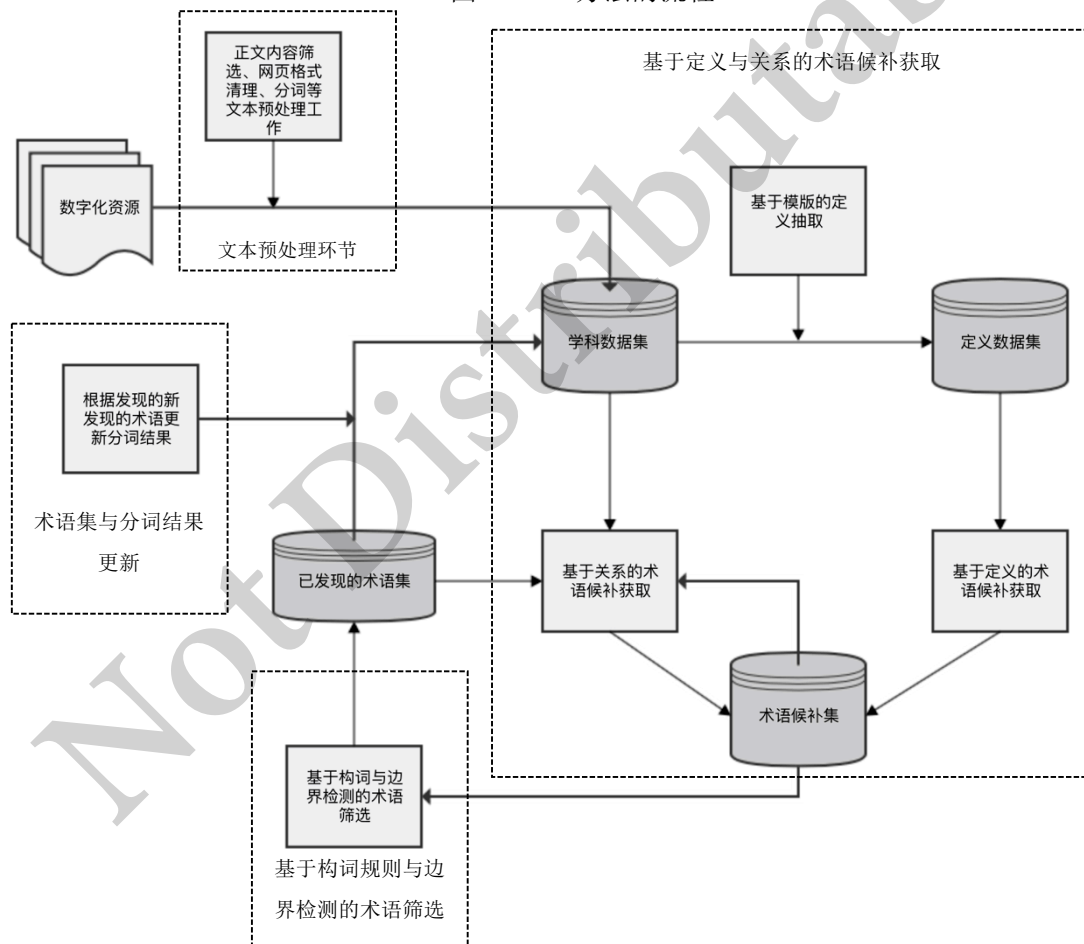 正文内容筛
选、网页格式
清理、分词等
文本预处理工
作
基于定义与关系的术语候补获取
数字化资源
文本预处理环节
基于模版的定
义抽取
学科数据集
定义数据集
根据发现的新
发现的术语更
新分词结果
术语集与分词结果
更新
已发现的术语集
基于关系的术
语候补获取
基于定义的术
语候补获取
术语候补集
基于构词与边
界检测的术语
筛选
基于构词规则与边
界检测的术语筛选
Not Distributa